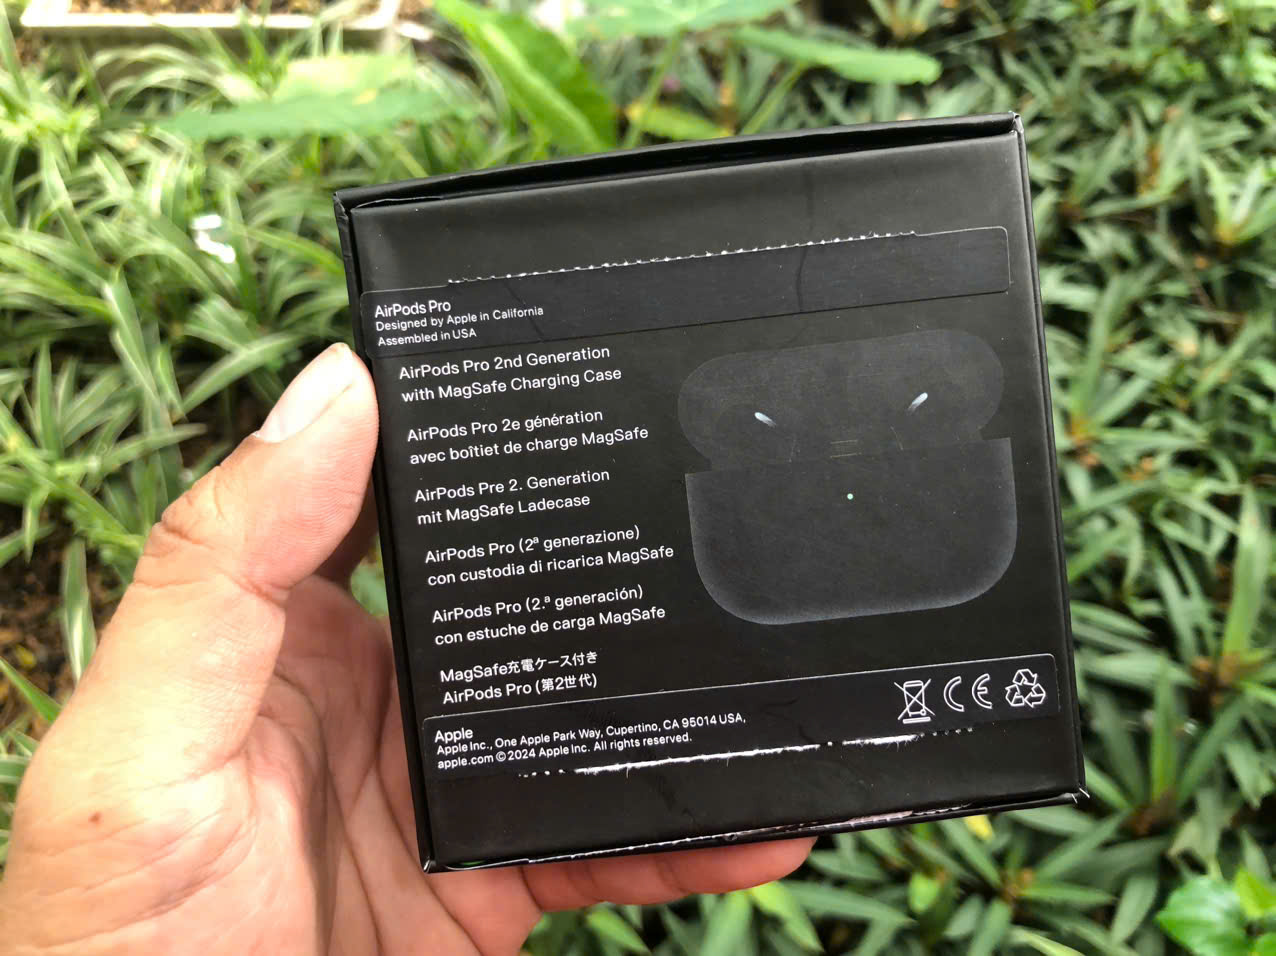 AirPods Pro
Designed by Apple in California
Assembled in USA
AirPods Pro 2nd Generation
with MagSafe Charging Case
AirPods Pro 2e génération
avec boîtiet de charge MagSafe
AirPods Pre 2. Generation
mit MagSafe Ladecase
AirPods Pro (2ª generazione)
con custodia di ricarica MagSafe
AirPods Pro (2.ª generación)
con estuche de carga MagSafe
MagSafe充電ケース付き
AirPods Pro (第2世代)
Apple
Apple Inc., One Apple Park Way, Cupertino, CA 95014 USA,
apple.com © 2024 Apple Inc. All rights reserved.
CE